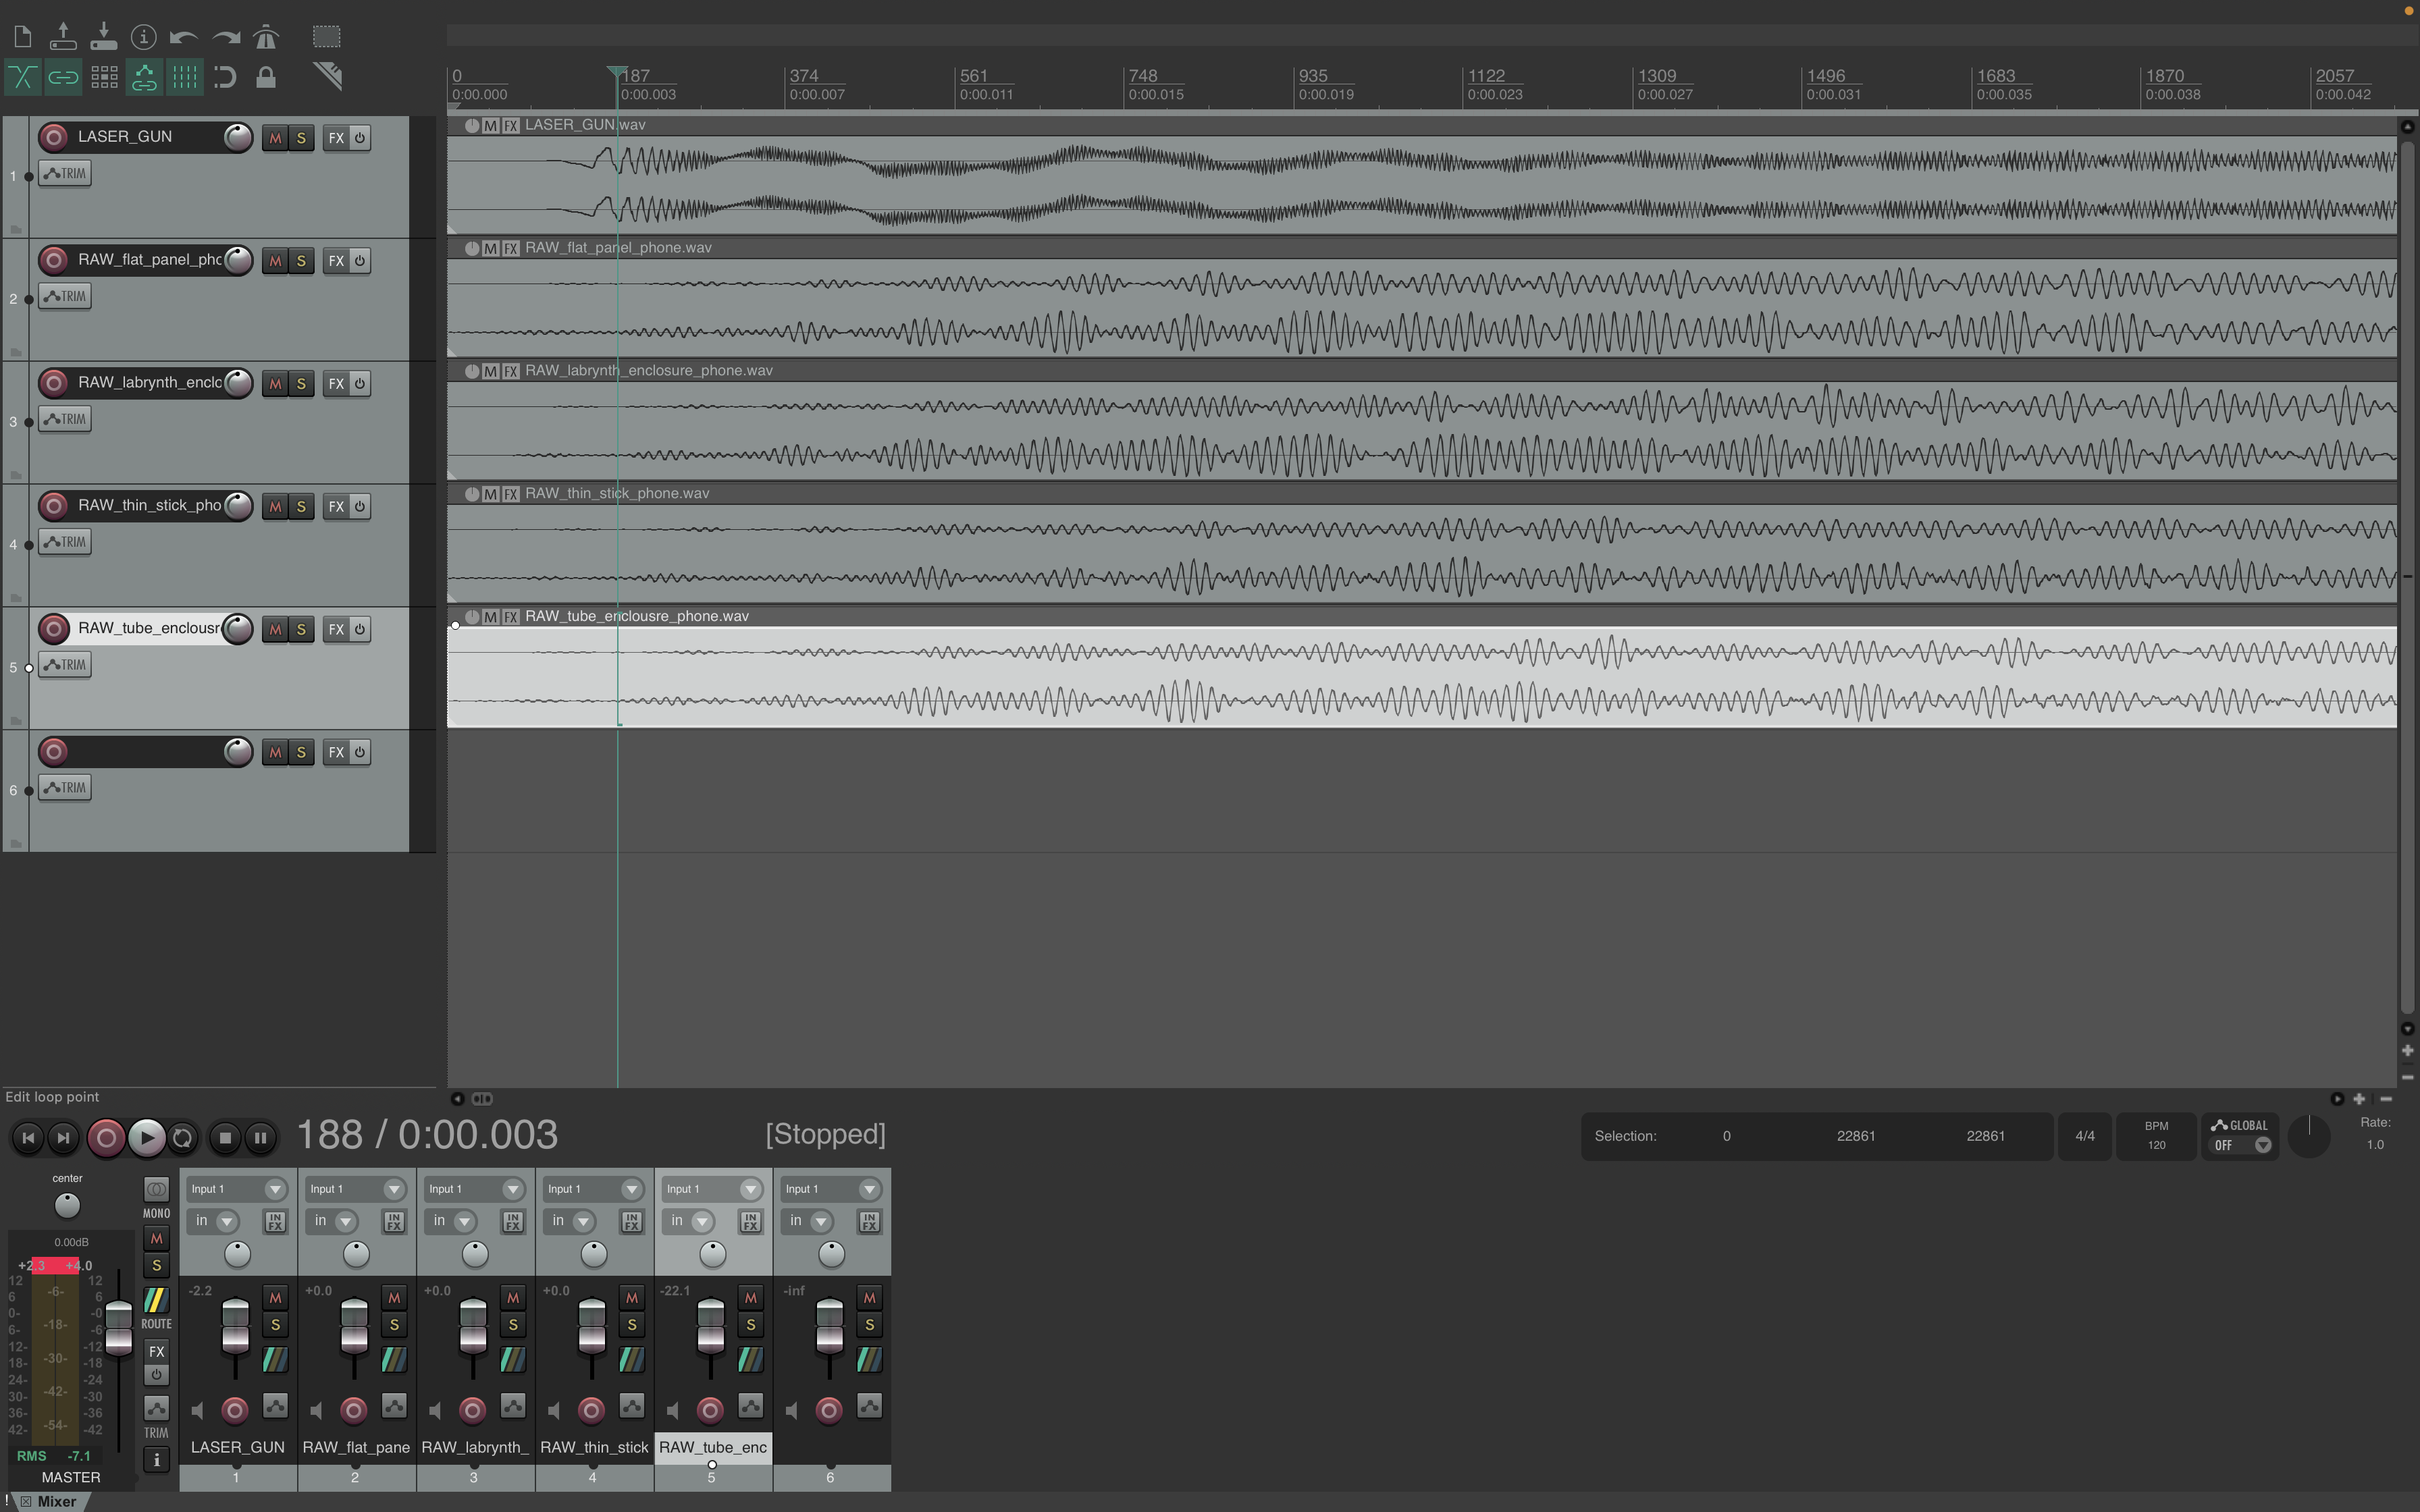 0 187 374 561 748 935 1122 1309 1496 1683 1870 2057
0:00.000 0:00.003 0:00.007 0:00.011 0:00.015 0:00.019 0:00.023 0:00.027 0:00.031 0:00.035 0:00.038 0:00.042
LASER_GUN M S FX
TRIM
1
M FX LASER_GUN.wav
RAW_flat_panel_phc M S FX
TRIM
2
M FX RAW_flat_panel_phone.wav
RAW_labrynth_enclc M S FX
TRIM
3
M FX RAW_labrynth_enclosure_phone.wav
RAW_thin_stick_pho M S FX
TRIM
4
M FX RAW_thin_stick_phone.wav
RAW_tube_enclousr M S FX
TRIM
5
M FX RAW_tube_enclousre_phone.wav
M S FX
TRIM
6
Edit loop point
188 / 0:00.003 [Stopped]
Selection: 0 22861 22861
4/4
BPM
120
GLOBAL
OFF
Rate:
1.0
center
MONO
0.00dB
M
S
+2.3 +4.0
12 12
6 -6- 6
0- -0
6- -18- -6
12- -12
18- -30- -18
24- -24
30- -42- -30
36- -36
42- -54- -42
ROUTE
FX
TRIM
RMS -7.1
i
MASTER
Input 1 Input 1 Input 1 Input 1 Input 1 Input 1
in IN FX in IN FX in IN FX in IN FX in IN FX in IN FX
-2.2 M +0.0 M +0.0 M +0.0 M -22.1 M -inf M
S S S S S S
LASER_GUN RAW_flat_pane RAW_labrynth_ RAW_thin_stick RAW_tube_enc
1 2 3 4 5 6
! Mixer